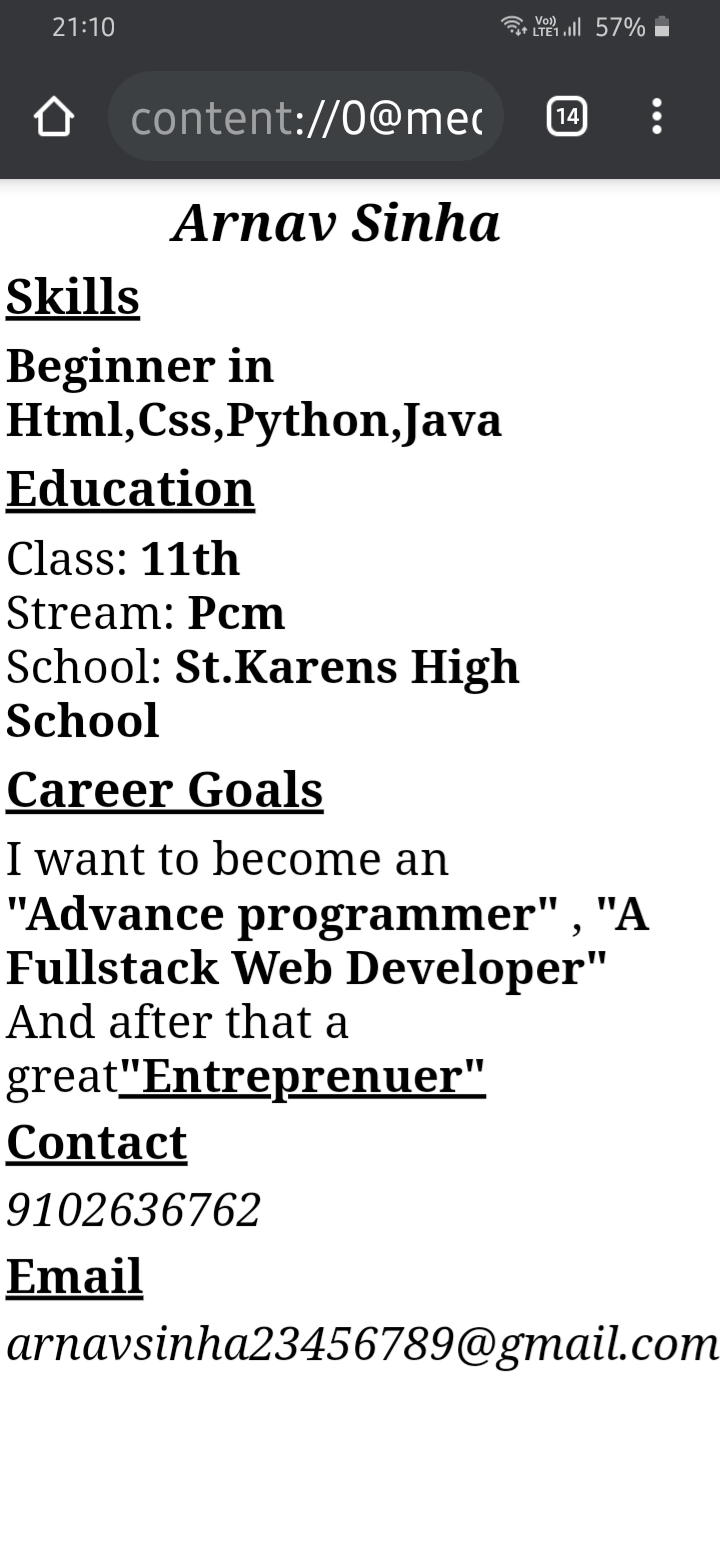 21:10 Vo)) LTE1 57%
content://0@mec 14
Arnav Sinha
Skills
Beginner in
Html,Css,Python,Java
Education
Class: 11th
Stream: Pcm
School: St.Karens High
School
Career Goals
I want to become an
"Advance programmer" , "A
Fullstack Web Developer"
And after that a
great"Entreprenuer"
Contact
9102636762
Email
arnavsinha23456789@gmail.com